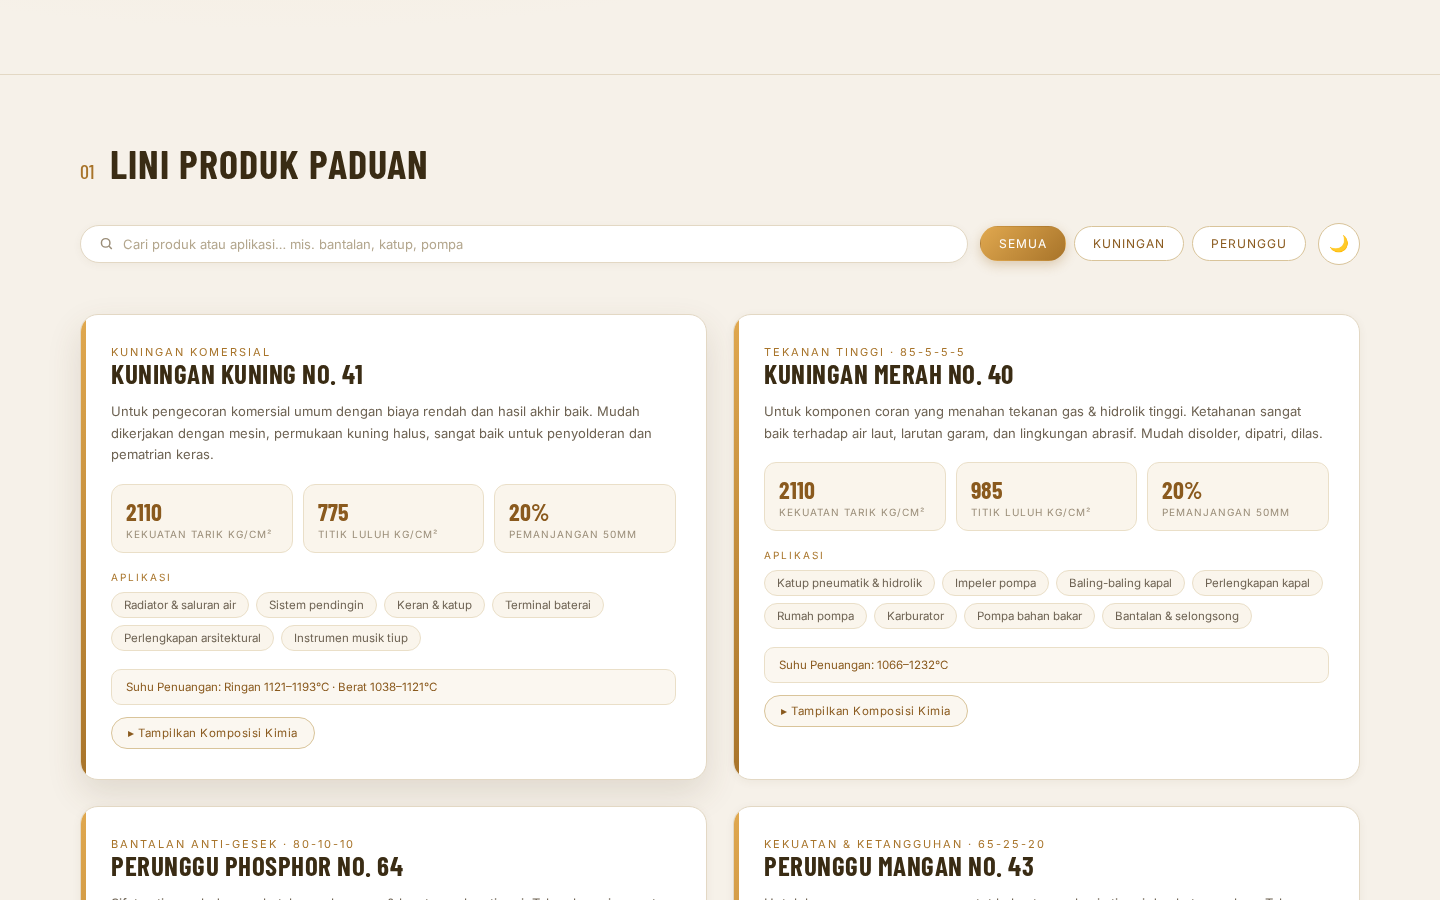 01 LINI PRODUK PADUAN
Cari produk atau aplikasi... mis. bantalan, katup, pompa
SEMUA
KUNINGAN
PERUNGGU
KUNINGAN KOMERSIAL
KUNINGAN KUNING NO. 41
Untuk pengecoran komersial umum dengan biaya rendah dan hasil akhir baik. Mudah
dikerjakan dengan mesin, permukaan kuning halus, sangat baik untuk penyolderan dan
pematrian keras.
2110
KEKUATAN TARIK KG/CM²
775
TITIK LULUH KG/CM²
20%
PEMANJANGAN 50MM
APLIKASI
Radiator & saluran air
Sistem pendingin
Keran & katup
Terminal baterai
Perlengkapan arsitektural
Instrumen musik tiup
Suhu Penuangan: Ringan 1121–1193°C · Berat 1038–1121°C
▸ Tampilkan Komposisi Kimia
TEKANAN TINGGI · 85-5-5-5
KUNINGAN MERAH NO. 40
Untuk komponen coran yang menahan tekanan gas & hidrolik tinggi. Ketahanan sangat
baik terhadap air laut, larutan garam, dan lingkungan abrasif. Mudah disolder, dipatri, dilas.
2110
KEKUATAN TARIK KG/CM²
985
TITIK LULUH KG/CM²
20%
PEMANJANGAN 50MM
APLIKASI
Katup pneumatik & hidrolik
Impeler pompa
Baling-baling kapal
Perlengkapan kapal
Rumah pompa
Karburator
Pompa bahan bakar
Bantalan & selongsong
Suhu Penuangan: 1066–1232°C
▸ Tampilkan Komposisi Kimia
BANTALAN ANTI-GESEK · 80-10-10
PERUNGGU PHOSPHOR NO. 64
KEKUATAN & KETANGGUHAN · 65-25-20
PERUNGGU MANGAN NO. 43